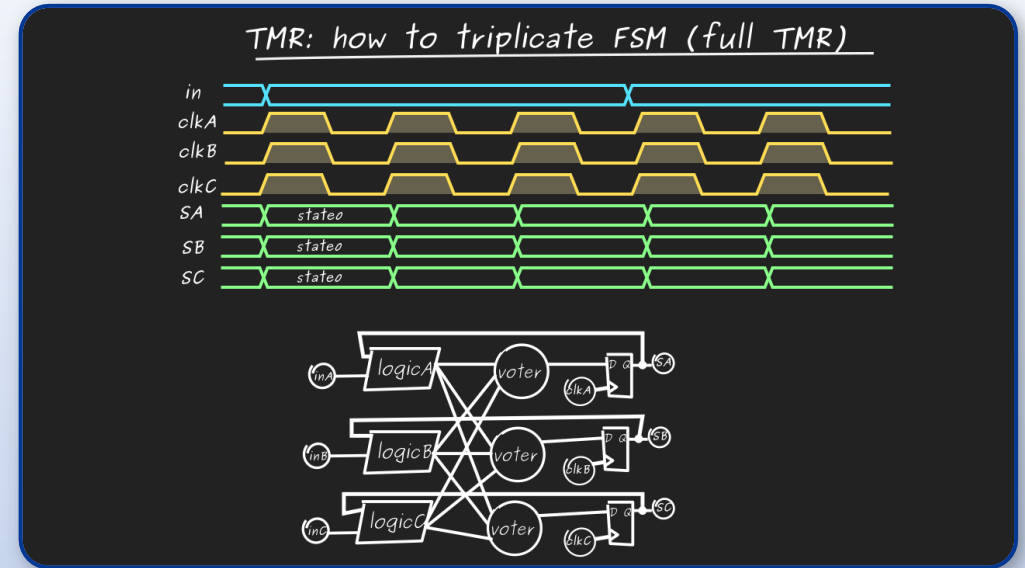 TMR: how to triplicate FSM (full TMR)
in
clkA
clkB
clkC
SA stateo
SB stateo
SC stateo
inA logicA voter clkA D Q SA
inB logicB voter clkB D Q SB
inC logicC voter clkC D Q SC